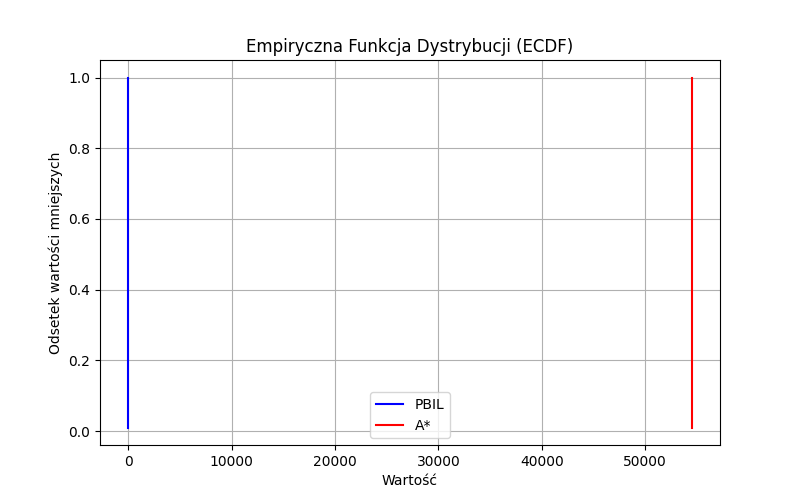 Empiryczna Funkcja Dystrybucji (ECDF)
Odsetek wartości mniejszych
1.0
0.8
0.6
0.4
0.2
0.0
PBIL
A*
0 10000 20000 30000 40000 50000
Wartość